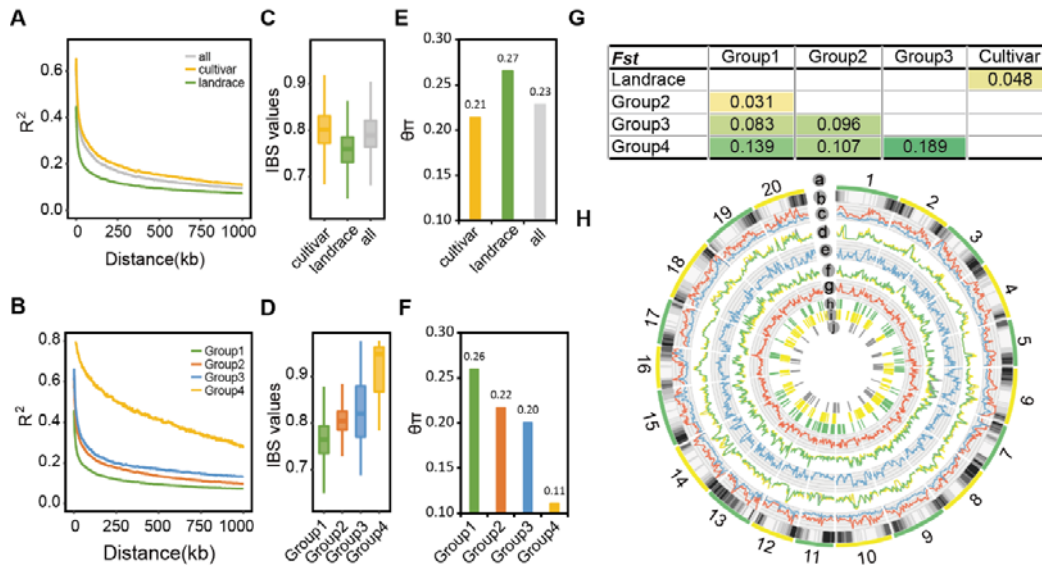 A
R²
0.6
0.4
0.2
0.0
all
cultivar
landrace
0 250 500 750 1000
Distance(kb)
C
IBS values
0.9
0.8
0.7
cultivar
landrace
all
E
θπ
0.30
0.25
0.20
0.15
0.10
0.21
0.27
0.23
cultivar
landrace
all
G
Fst Group1 Group2 Group3 Cultivar
Landrace 0.048
Group2 0.031
Group3 0.083 0.096
Group4 0.139 0.107 0.189
B
R²
0.8
0.6
0.4
0.2
0.0
Group1
Group2
Group3
Group4
0 250 500 750 1000
Distance(kb)
D
IBS values
0.9
0.8
0.7
Group1
Group2
Group3
Group4
F
θπ
0.30
0.25
0.20
0.15
0.10
0.26
0.22
0.20
0.11
Group1
Group2
Group3
Group4
H
a
b
c
d
e
f
g
h
i
1
2
3
4
5
6
7
8
9
10
11
12
13
14
15
16
17
18
19
20